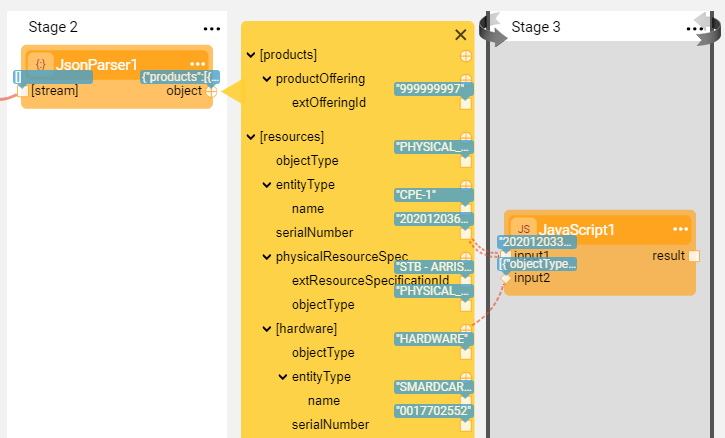 Stage 2
...
Stage 3
{;}
JsonParser1
...
[]
{"products":[{...
[stream]
object
[products]
productOffering
"999999997"
extOfferingId
[resources]
"PHYSICAL_...
objectType
entityType
"CPE-1"
name
"202012036...
serialNumber
physicalResourceSpec
"STB - ARRIS...
extResourceSpecificationId
"PHYSICAL_...
objectType
[hardware]
"HARDWARE"
objectType
entityType
"SMARDCAR...
name
"0017702552"
serialNumber
...
JS
JavaScript1
...
"202012033...
input1
result
[{"objectType...
input2